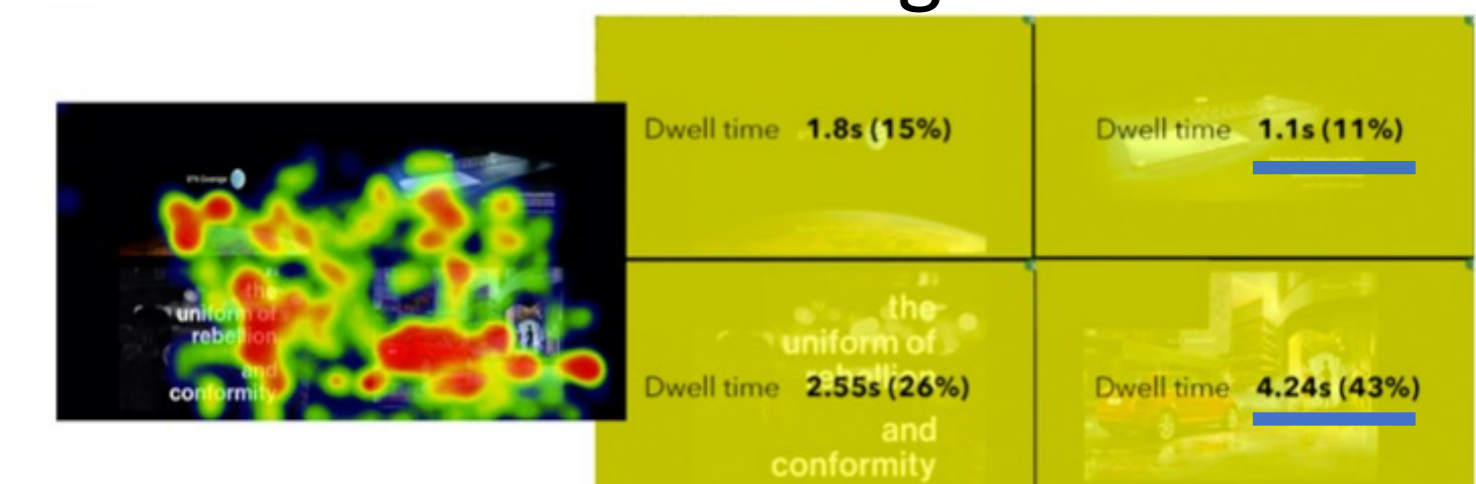 g
the
uniform of
rebellion
and
conformity
Dwell time 1.8s (15%)
Dwell time 1.1s (11%)
the
uniform of
rebellion
Dwell time 2.55s (26%)
and
conformity
Dwell time 4.24s (43%)